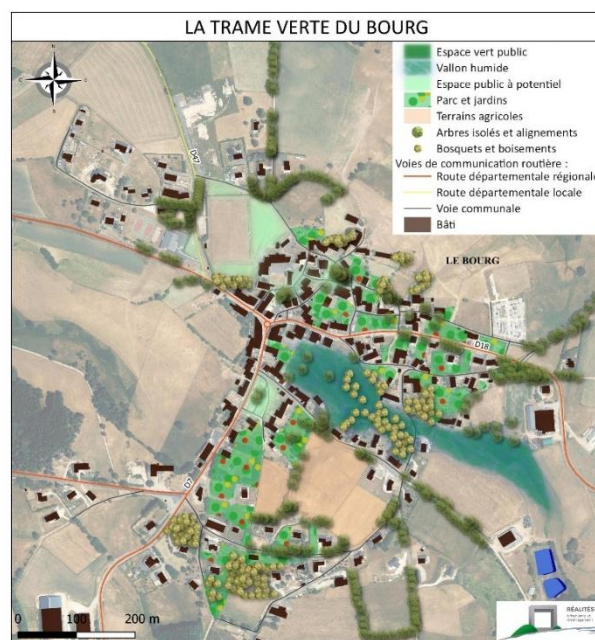 LA TRAME VERTE DU BOURG
N
Espace vert public
Vallon humide
Espace public à potentiel
Parc et jardins
Terrains agricoles
Arbres isolés et alignements
Bosquets et boisements
Voies de communication routière :
Route départementale régionale
Route départementale locale
Voie communale
Bâti
D47
LE BOURG
D18
D7
0 100 200 m
RÉALITÉS